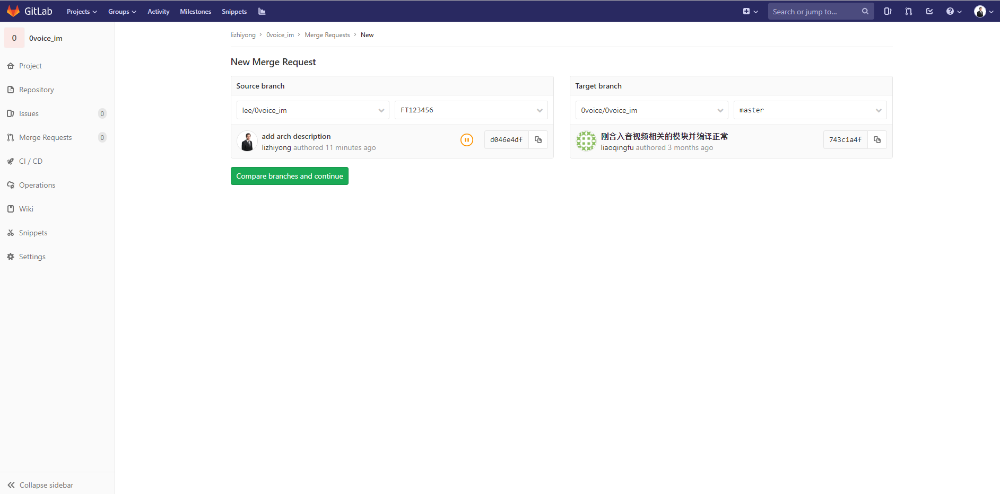 GitLab Projects Groups Activity Milestones Snippets Search or jump to...
0 0voice_im
Project
Repository
Issues 0
Merge Requests 0
CI / CD
Operations
Wiki
Snippets
Settings
Collapse sidebar
lizhiyong > 0voice_im > Merge Requests > New
New Merge Request
Source branch
lee/0voice_im FT123456
add arch description
lizhiyong authored 11 minutes ago
d046e4df
Target branch
0voice/0voice_im master
刚合入音视频相关的模块并编译正常
liaoqingfu authored 3 months ago
743c1a4f
Compare branches and continue